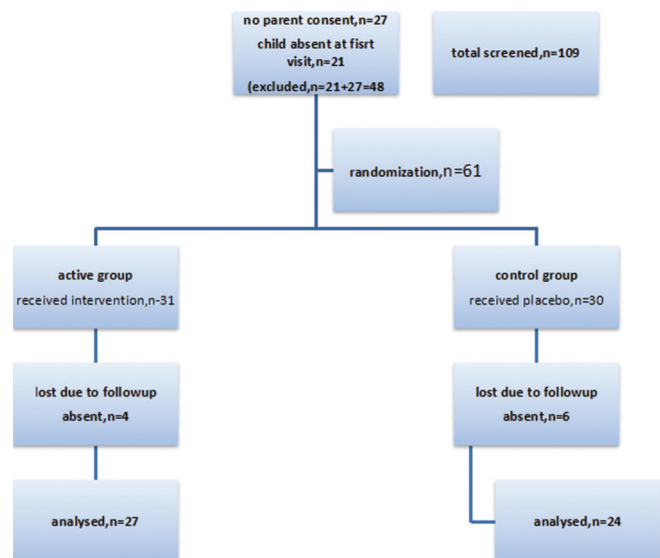 no parent consent,n=27
child absent at fisrt
visit,n=21
(excluded,n=21+27=48
total screened,n=109
randomization,n=61
active group
received intervention,n-31
control group
received placebo,n=30
lost due to followup
absent,n=4
lost due to followup
absent,n=6
analysed,n=27
analysed,n=24